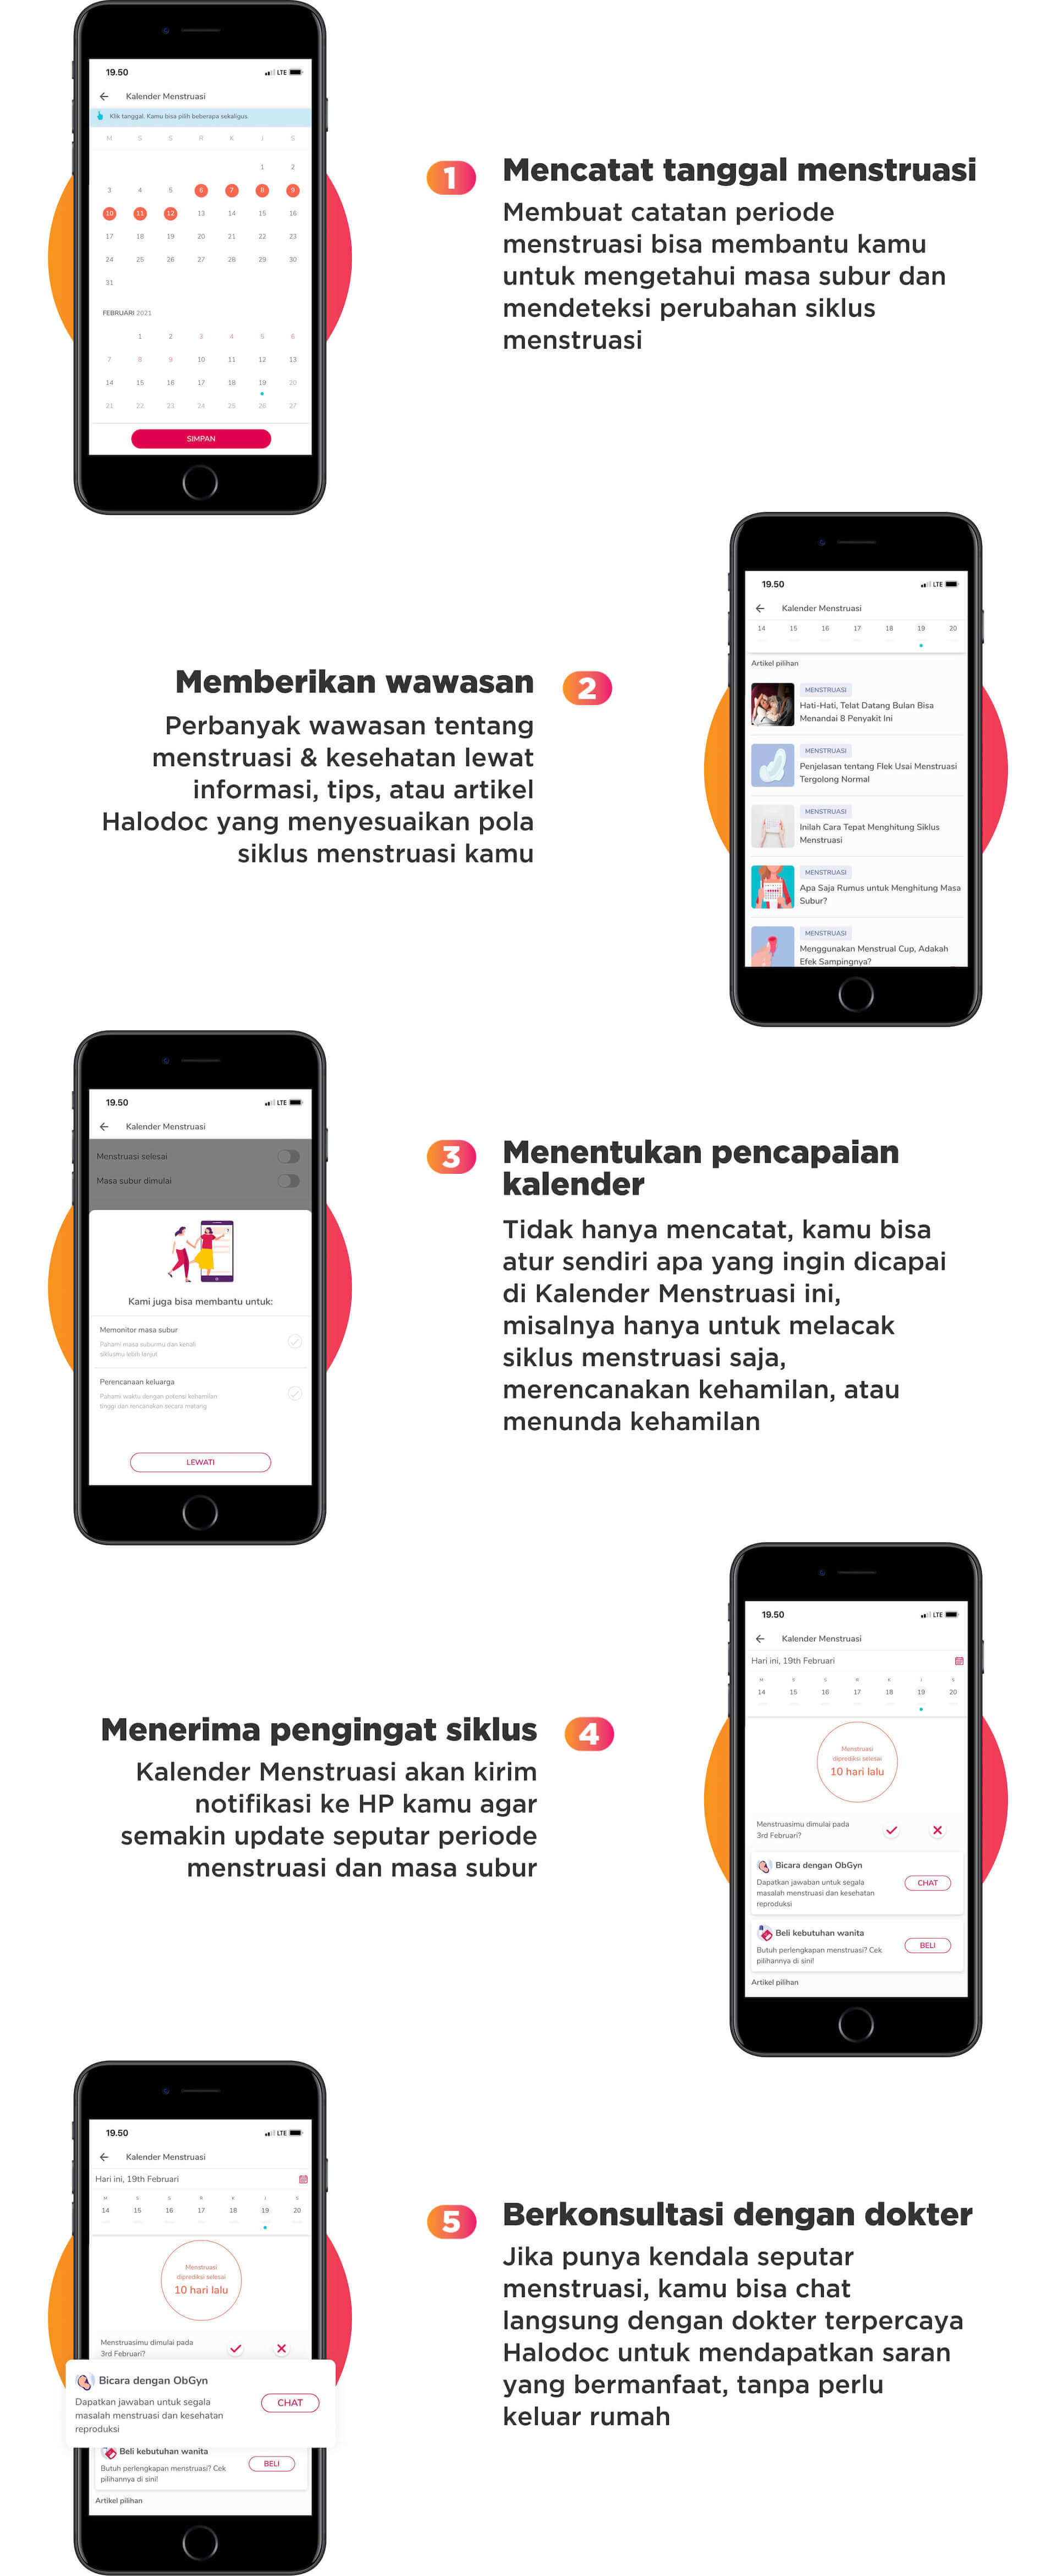 19.50
LTE
Kalender Menstruasi
Klik tanggal. Kamu bisa pilih beberapa sekaligus
M S S R K J S
1 2
3 4 5 6 7 8 9
10 11 12 13 14 15 16
17 18 19 20 21 22 23
24 25 26 27 28 29 30
31
FEBRUARI 2021
1 2 3 4 5 6
7 8 9 10 11 12 13
14 15 16 17 18 19 20
21 22 23 24 25 26 27
SIMPAN
1
Mencatat tanggal menstruasi
Membuat catatan periode
menstruasi bisa membantu kamu
untuk mengetahui masa subur dan
mendeteksi perubahan siklus
menstruasi
Memberikan wawasan
2
Perbanyak wawasan tentang
menstruasi & kesehatan lewat
informasi, tips, atau artikel
Halodoc yang menyesuaikan pola
siklus menstruasi kamu
19.50
LTE
Kalender Menstruasi
14 15 16 17 18 19 20
Artikel pilihan
MENSTRUASI
Hati-Hati, Telat Datang Bulan Bisa
Menandai 8 Penyakit Ini
MENSTRUASI
Penjelasan tentang Flek Usai Menstruasi
Tergolong Normal
MENSTRUASI
Inilah Cara Tepat Menghitung Siklus
Menstruasi
MENSTRUASI
Apa Saja Rumus untuk Menghitung Masa
Subur?
MENSTRUASI
Menggunakan Menstrual Cup, Adakah
Efek Sampingnya?
19.50
LTE
Kalender Menstruasi
Menstruasi selesai
Masa subur dimulai
Kami juga bisa membantu untuk:
Memonitor masa subur
Pahami masa suburmu dan kenali
siklusmu lebih lanjut
Perencanaan keluarga
Pahami waktu dengan potensi kehamilan
tinggi dan rencanakan secara matang
LEWATI
3
Menentukan pencapaian
kalender
Tidak hanya mencatat, kamu bisa
atur sendiri apa yang ingin dicapai
di Kalender Menstruasi ini,
misalnya hanya untuk melacak
siklus menstruasi saja,
merencanakan kehamilan, atau
menunda kehamilan
Menerima pengingat siklus
4
Kalender Menstruasi akan kirim
notifikasi ke HP kamu agar
semakin update seputar periode
menstruasi dan masa subur
19.50
LTE
Kalender Menstruasi
Hari ini, 19th Februari
M S S R K J S
14 15 16 17 18 19 20
Menstruasi
diprediksi selesai
10 hari lalu
Menstruasimu dimulai pada
3rd Februari?
Bicara dengan ObGyn
Dapatkan jawaban untuk segala
masalah menstruasi dan kesehatan
reproduksi
CHAT
Beli kebutuhan wanita
Butuh perlengkapan menstruasi? Cek
pilihannya di sini!
BELI
Artikel pilihan
19.50
LTE
Kalender Menstruasi
Hari ini, 19th Februari
M S S R K J S
14 15 16 17 18 19 20
Menstruasi
diprediksi selesai
10 hari lalu
Menstruasimu dimulai pada
3rd Februari?
Bicara dengan ObGyn
Dapatkan jawaban untuk segala
masalah menstruasi dan kesehatan
reproduksi
CHAT
Beli kebutuhan wanita
Butuh perlengkapan menstruasi? Cek
pilihannya di sini!
BELI
Artikel pilihan
5
Berkonsultasi dengan dokter
Jika punya kendala seputar
menstruasi, kamu bisa chat
langsung dengan dokter terpercaya
Halodoc untuk mendapatkan saran
yang bermanfaat, tanpa perlu
keluar rumah